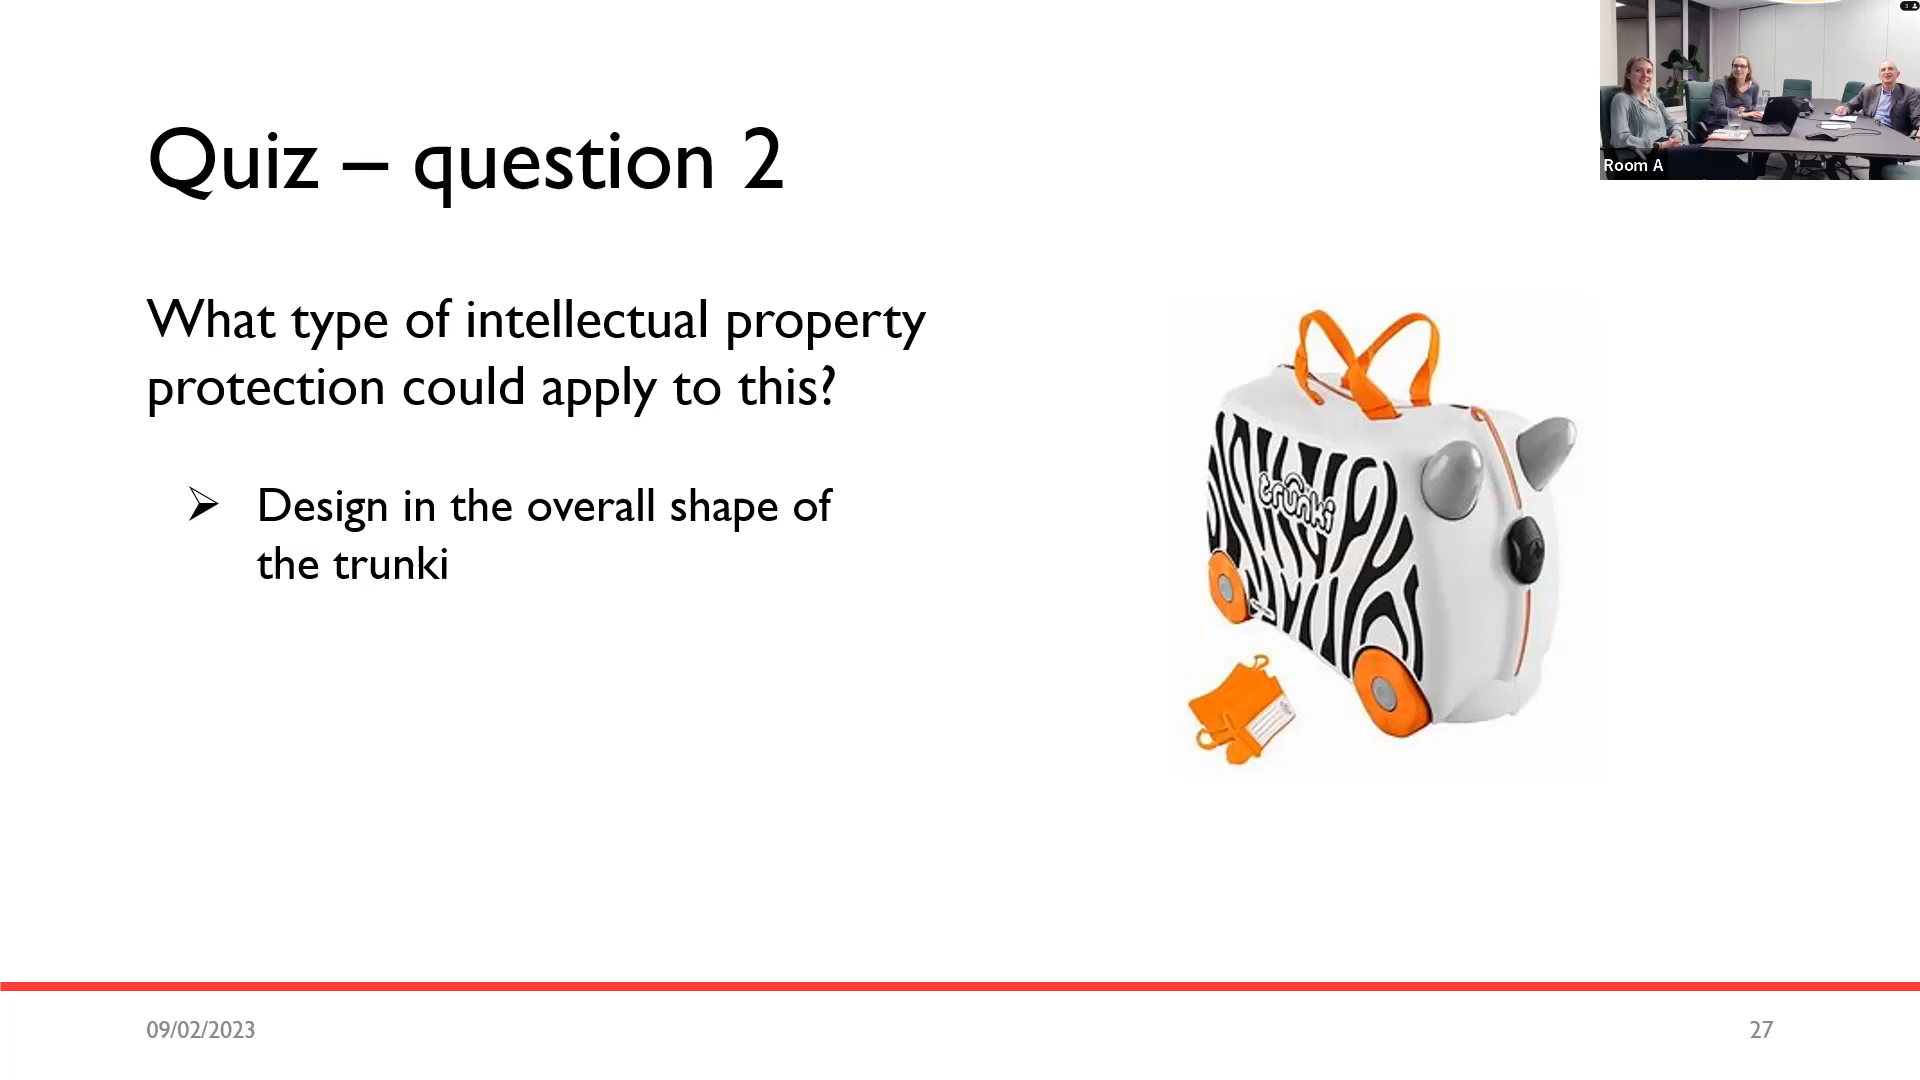 Quiz – question 2
Room A
What type of intellectual property
protection could apply to this?
➢ Design in the overall shape of
the trunki
trunki
09/02/2023
27